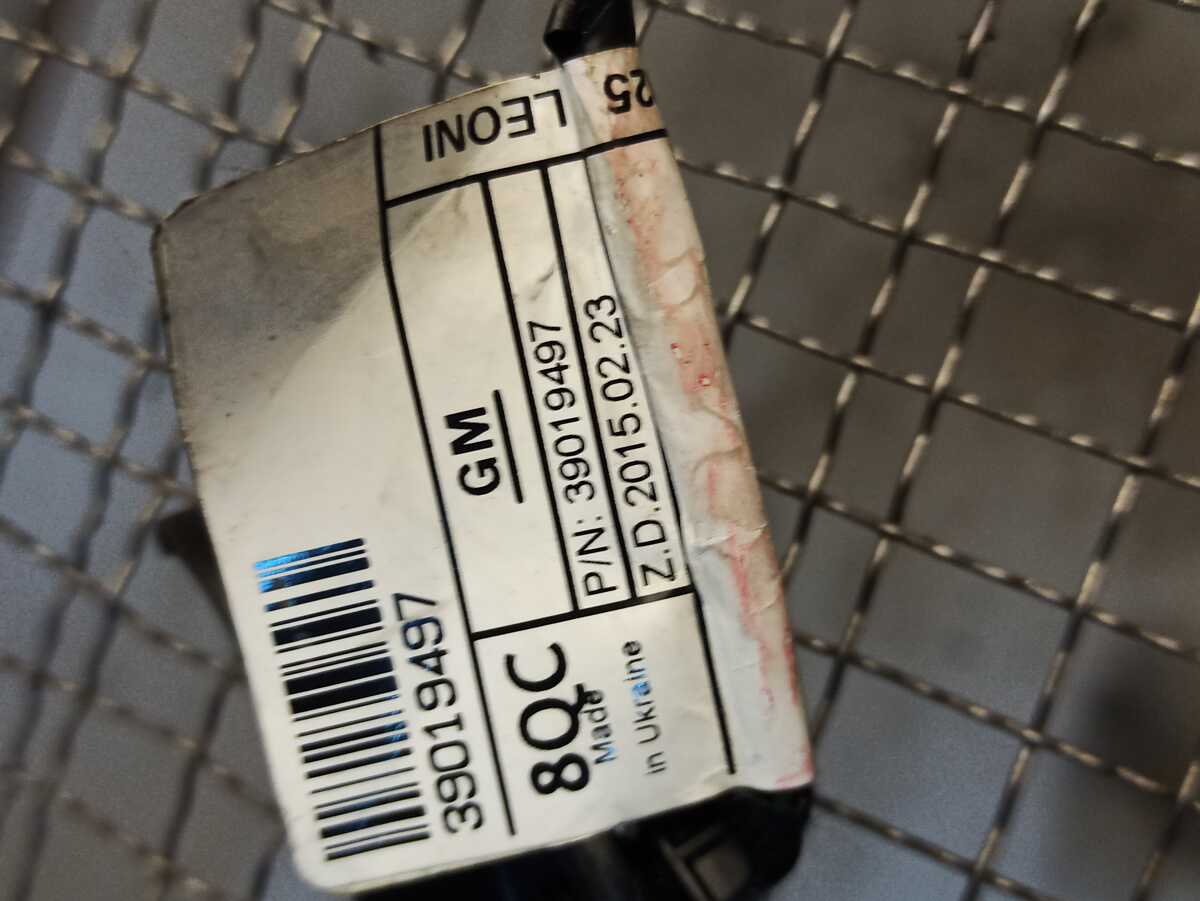 39019497
GM
P/N: 39019497
Z.D.2015.02.23
8QC
Made
in Ukraine
LEONI
25